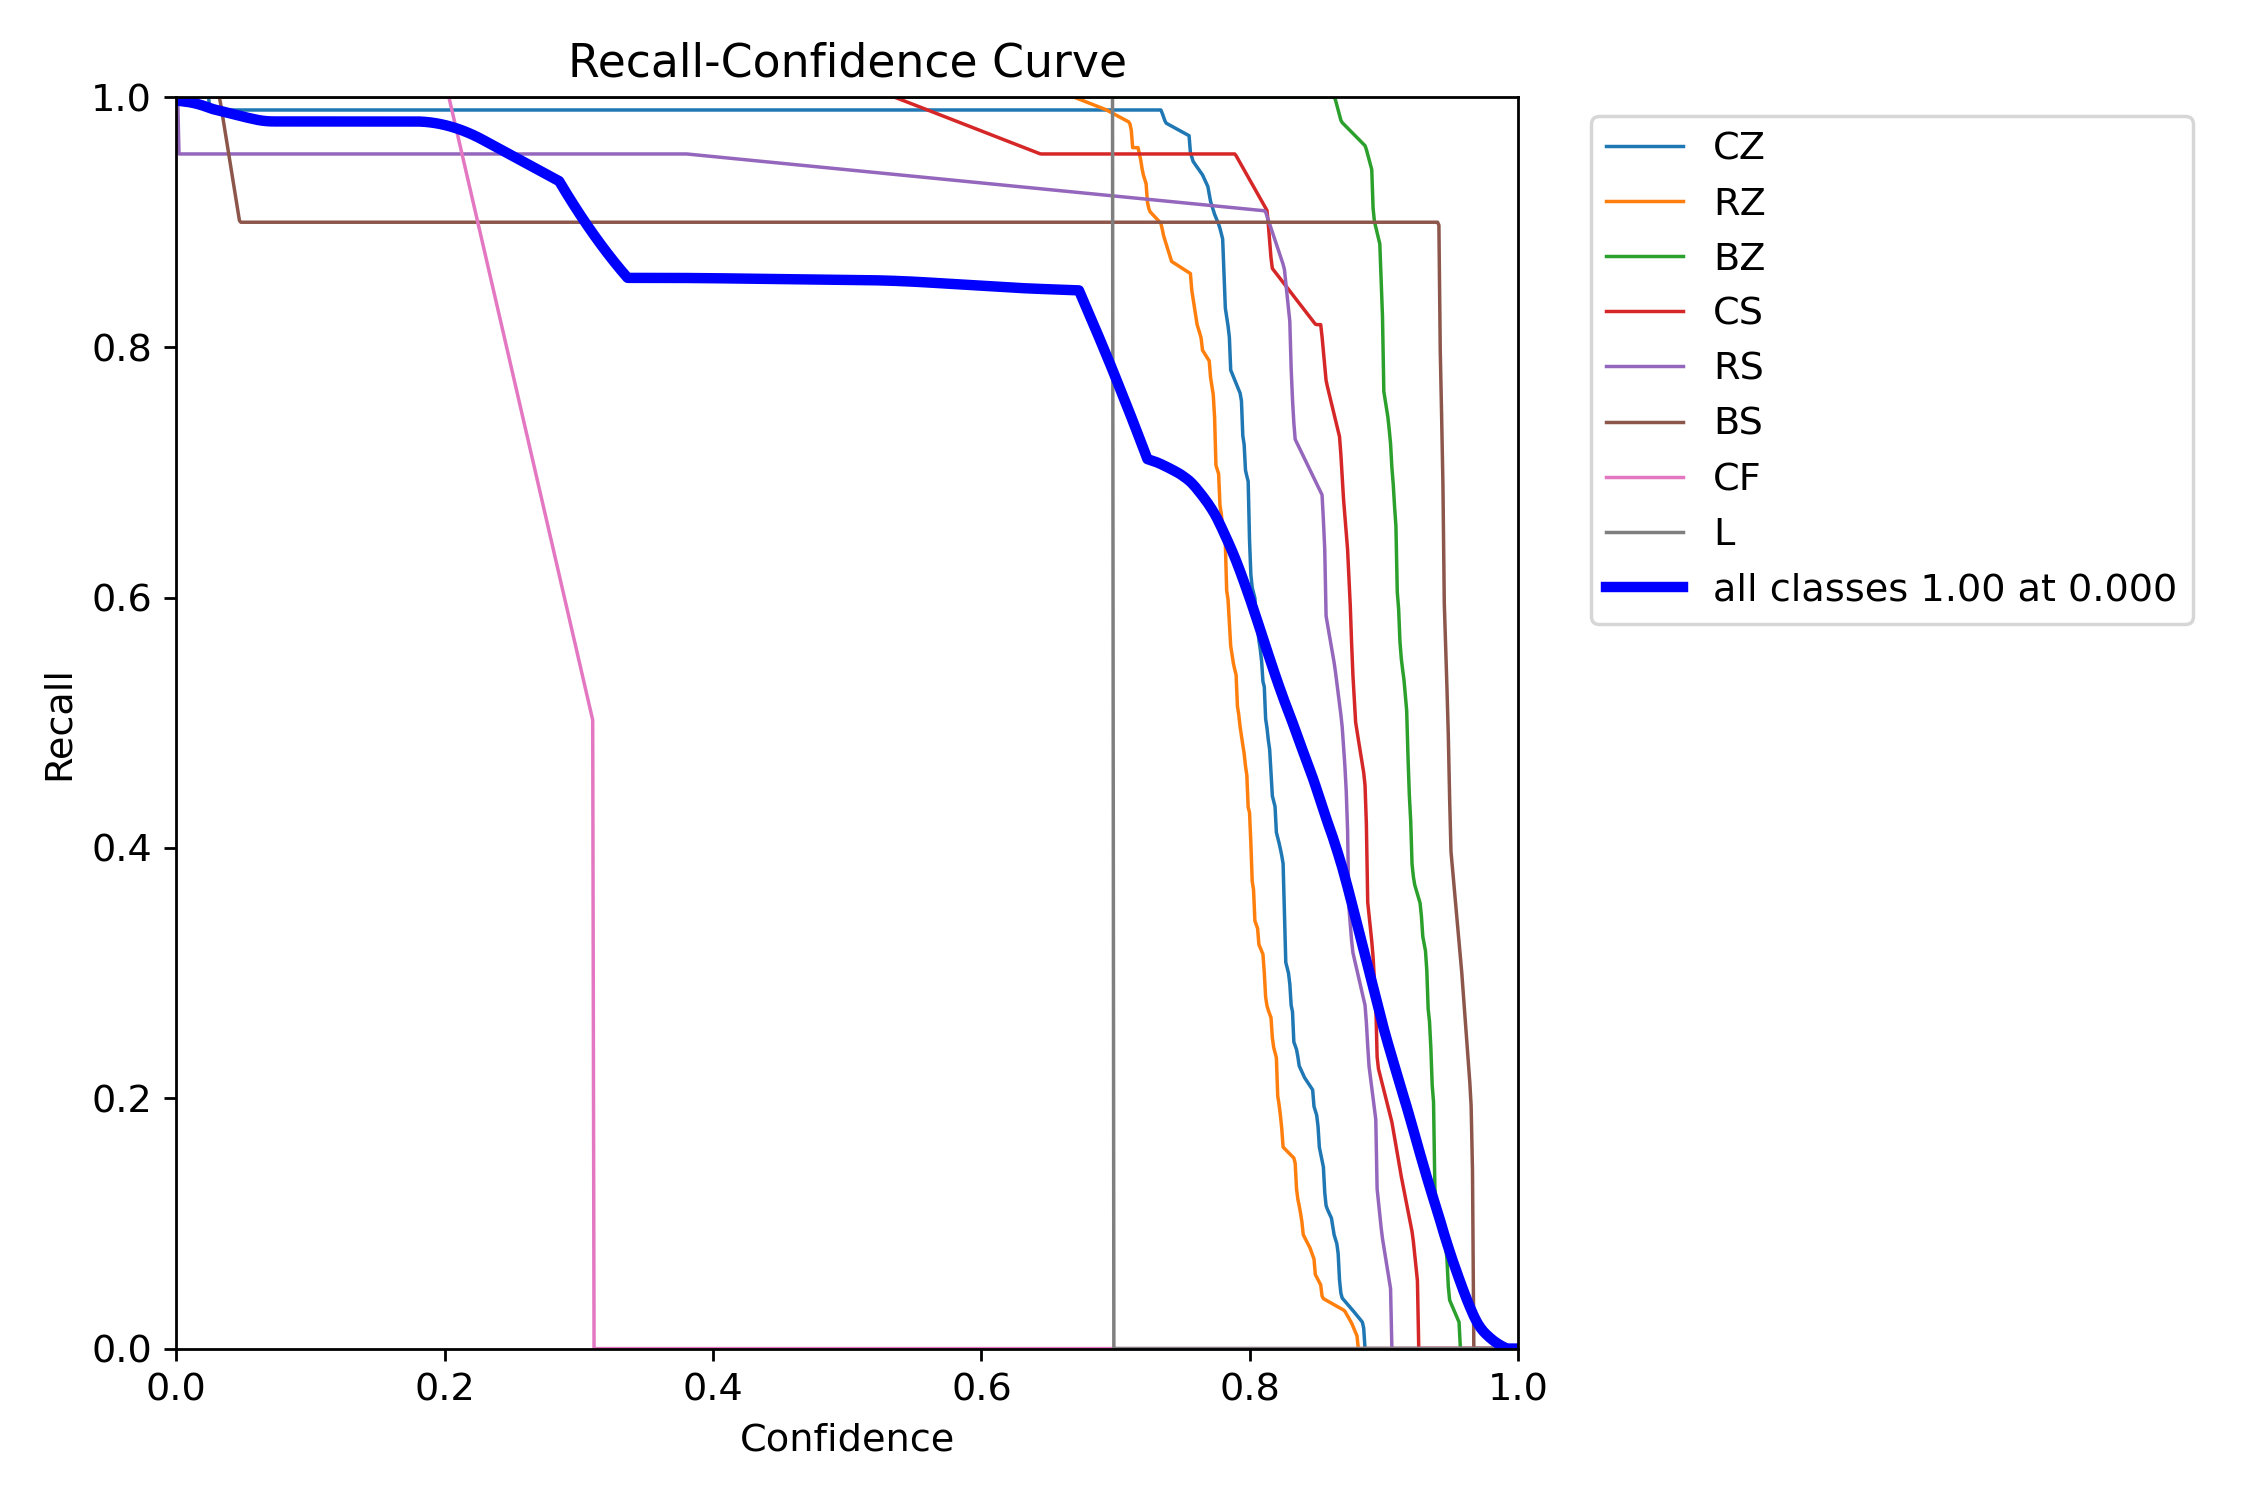 Recall-Confidence Curve
1.0
0.8
0.6
0.4
0.2
0.0
Recall
0.0 0.2 0.4 0.6 0.8 1.0
Confidence
CZ
RZ
BZ
CS
RS
BS
CF
L
all classes 1.00 at 0.000